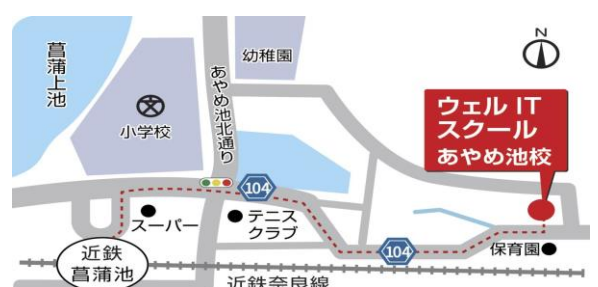 菖蒲上池
小学校
あやめ池北通り
幼稚園
N
ウェル IT
スクール
あやめ池校
104
スーパー
テニス
クラブ
104
保育園
近鉄
菖蒲池
近鉄奈良線